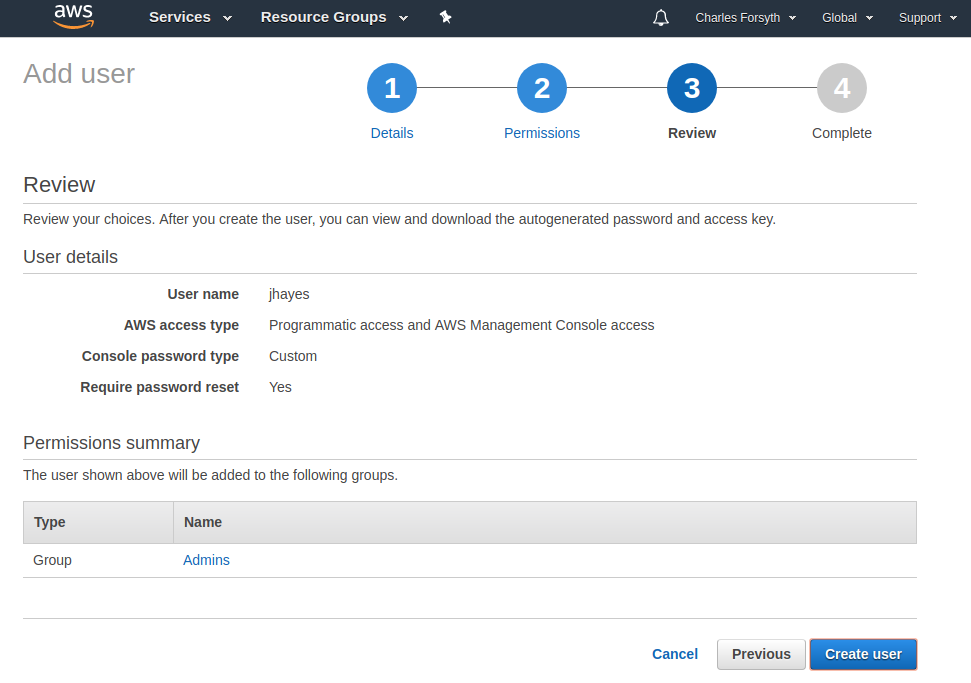 aws Services Resource Groups Charles Forsyth Global Support
Add user
1 2 3 4
Details Permissions Review Complete
Review
Review your choices. After you create the user, you can view and download the autogenerated password and access key.
User details
User name jhayes
AWS access type Programmatic access and AWS Management Console access
Console password type Custom
Require password reset Yes
Permissions summary
The user shown above will be added to the following groups.
Type Name
Group Admins
Cancel Previous Create user